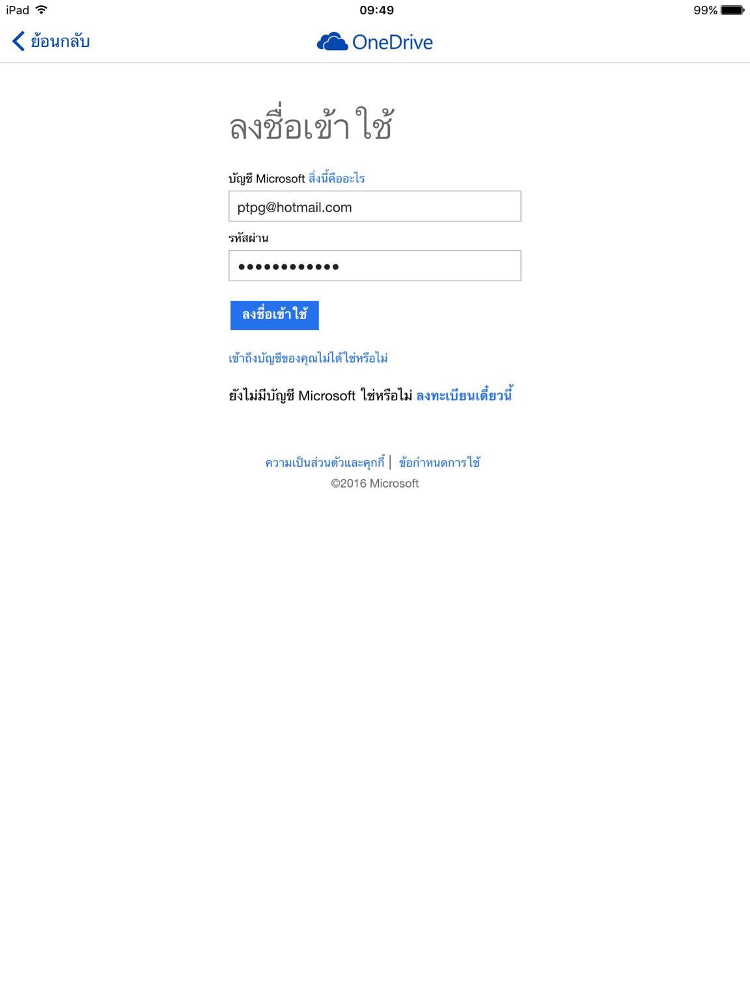 iPad 09:49 99%
ย้อนกลับ OneDrive
ลงชื่อเข้าใช้
บัญชี Microsoft สิ่งนี้คืออะไร
ptpg@hotmail.com
รหัสผ่าน
••••••••••••
ลงชื่อเข้าใช้
เข้าถึงบัญชีของคุณไม่ได้ใช่หรือไม่
ยังไม่มีบัญชี Microsoft ใช่หรือไม่ ลงทะเบียนเดี๋ยวนี้
ความเป็นส่วนตัวและคุกกี้ | ข้อกำหนดการใช้
©2016 Microsoft